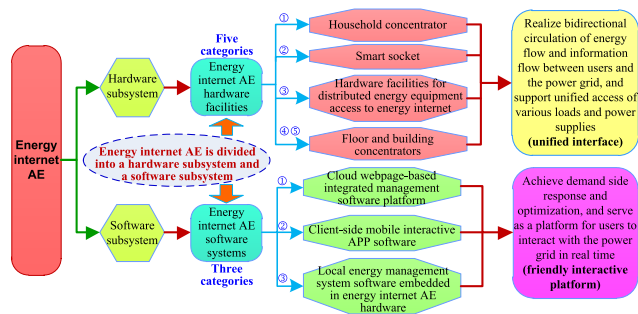 Energy
internet
AE
Hardware
subsystem
Five
categories
Energy
internet AE
hardware
facilities
①
Household concentrator
②
Smart socket
③
Hardware facilities for
distributed energy equipment
access to energy internet
④⑤
Floor and building
concentrators
Realize bidirectional
circulation of energy
flow and information
flow between users and
the power grid, and
support unified access of
various loads and power
supplies
(unified interface)
Energy internet AE is divided
into a hardware subsystem and
a software subsystem
Software
subsystem
Energy
internet AE
software
systems
Three
categories
①
Cloud webpage-based
integrated management
software platform
②
Client-side mobile interactive
APP software
③
Local energy management
system software embedded
in energy internet AE
hardware
Achieve demand side
response and
optimization, and serve
as a platform for users to
interact with the power
grid in real time
(friendly interactive
platform)